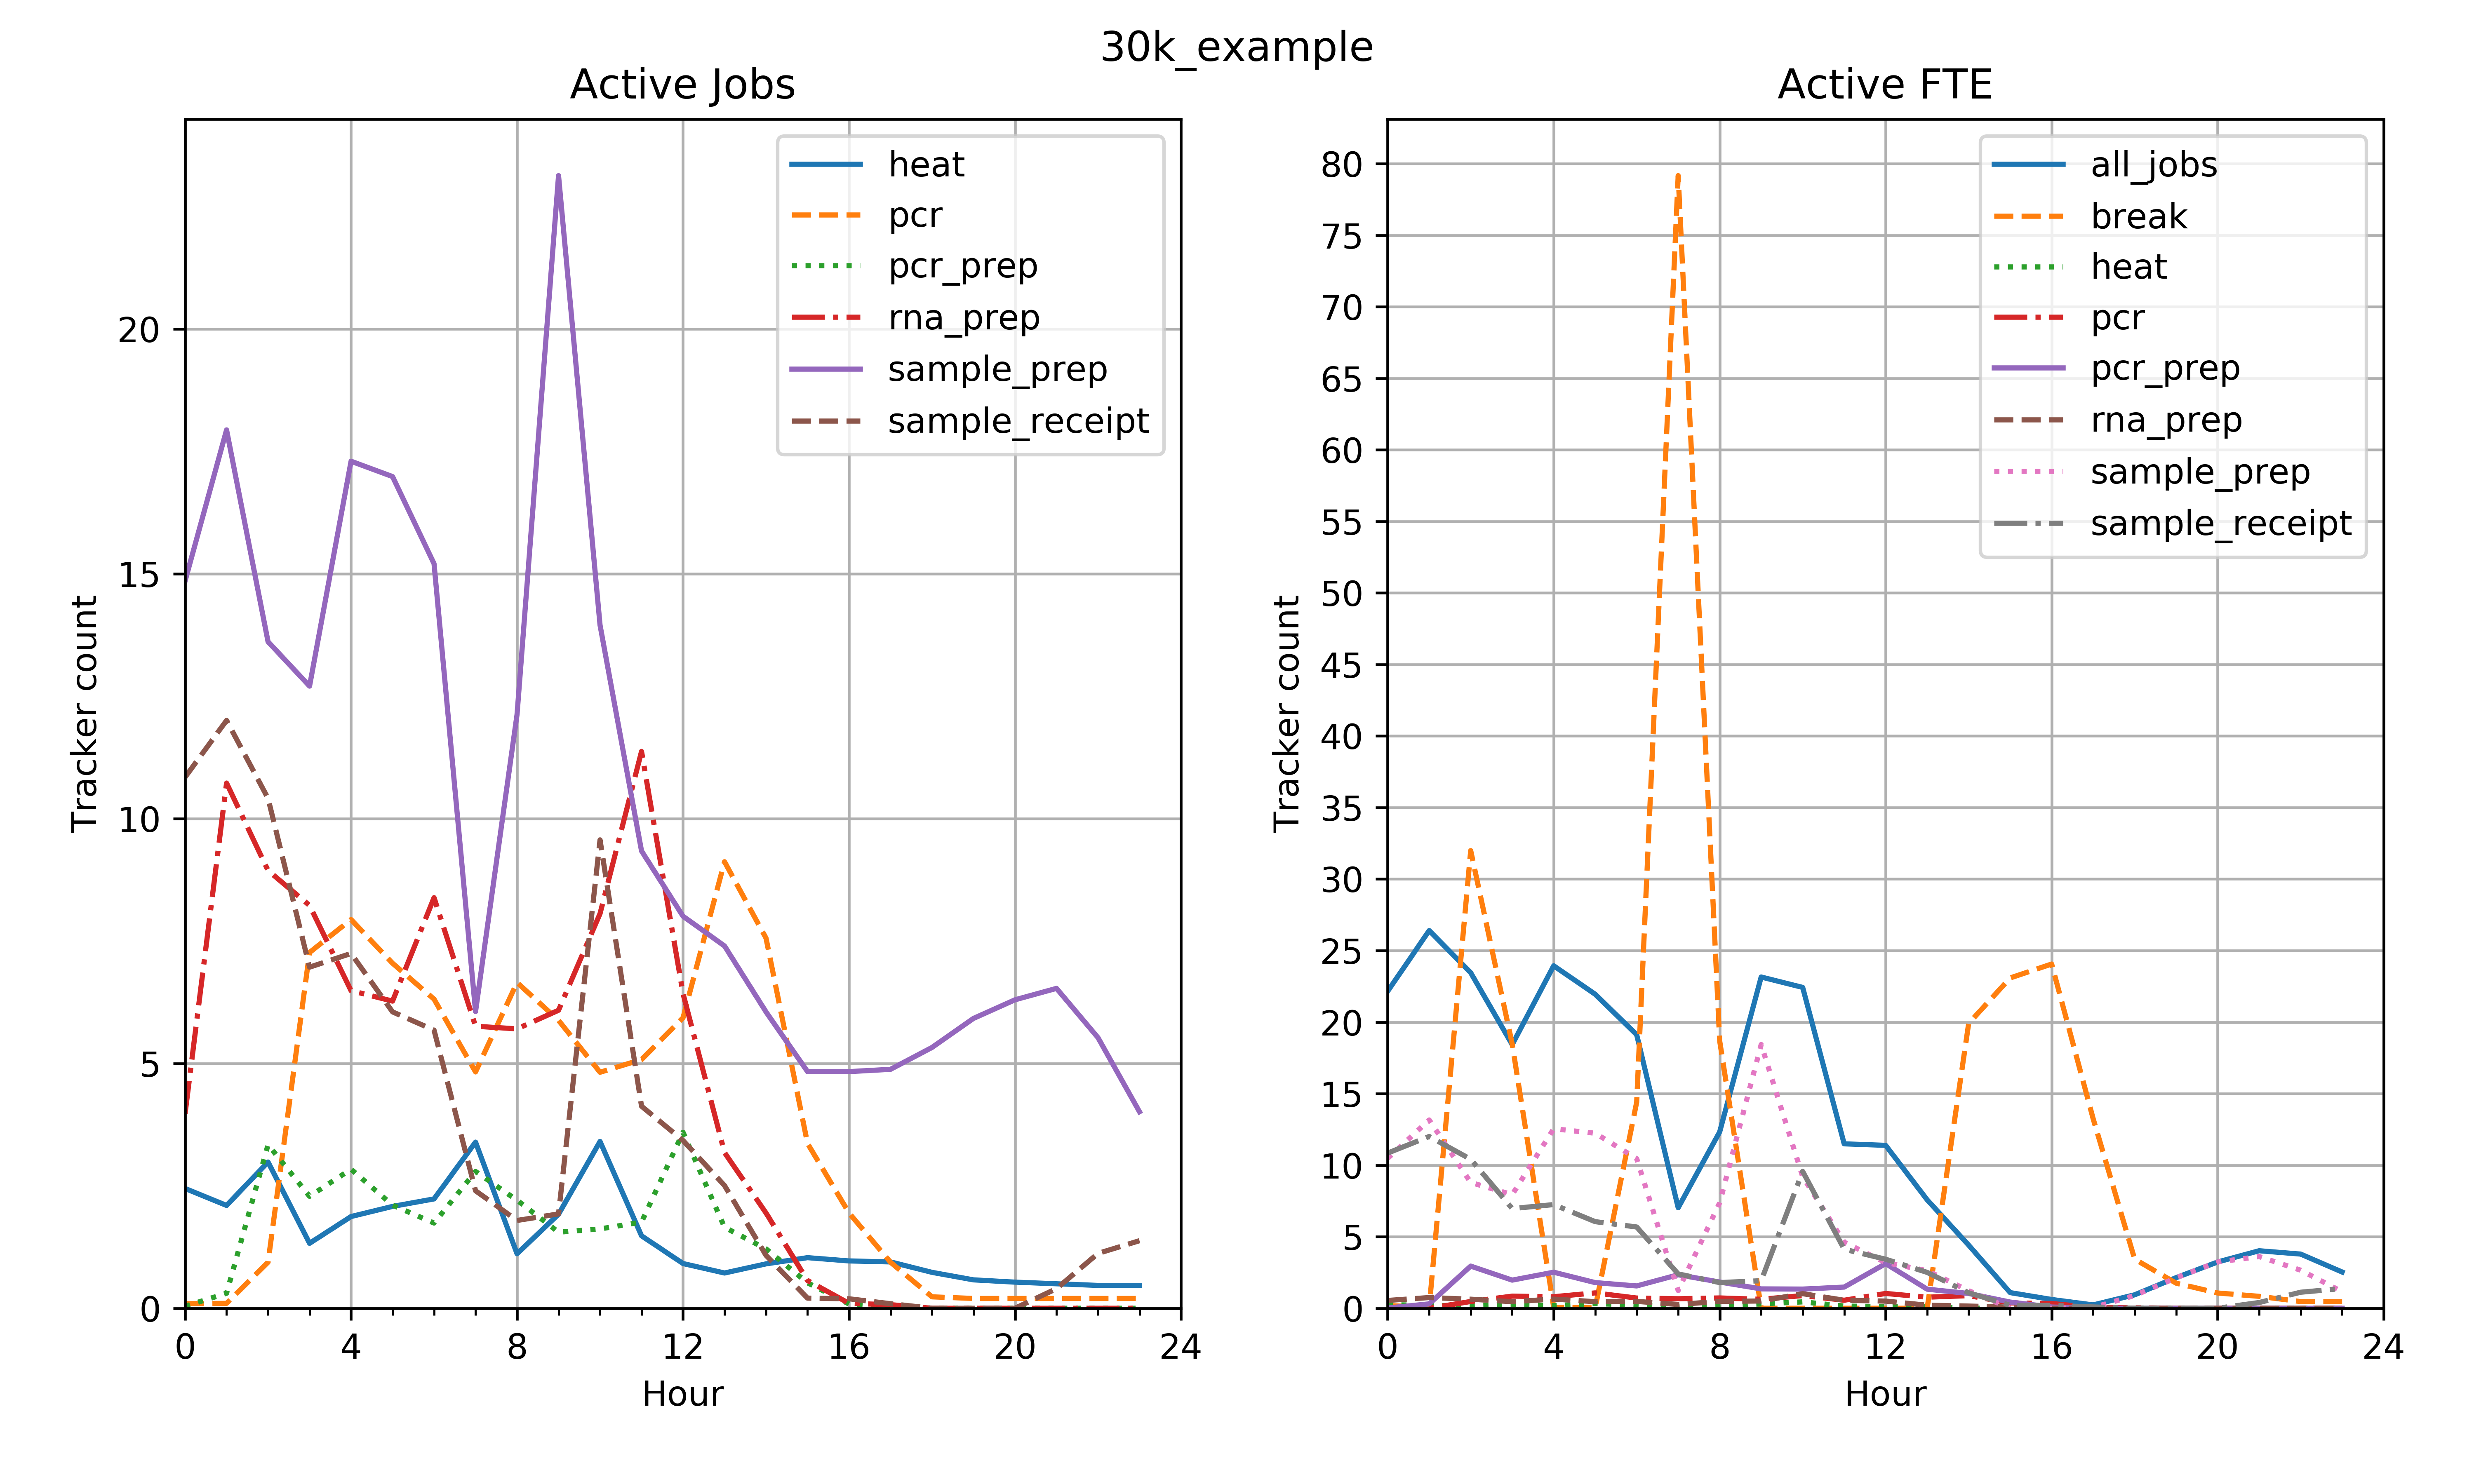 30k_example
Active Jobs
Tracker count
20
15
10
5
0
0 4 8 12 16 20 24
Hour
heat
pcr
pcr_prep
rna_prep
sample_prep
sample_receipt
Active FTE
Tracker count
80
75
70
65
60
55
50
45
40
35
30
25
20
15
10
5
0
0 4 8 12 16 20 24
Hour
all_jobs
break
heat
pcr
pcr_prep
rna_prep
sample_prep
sample_receipt